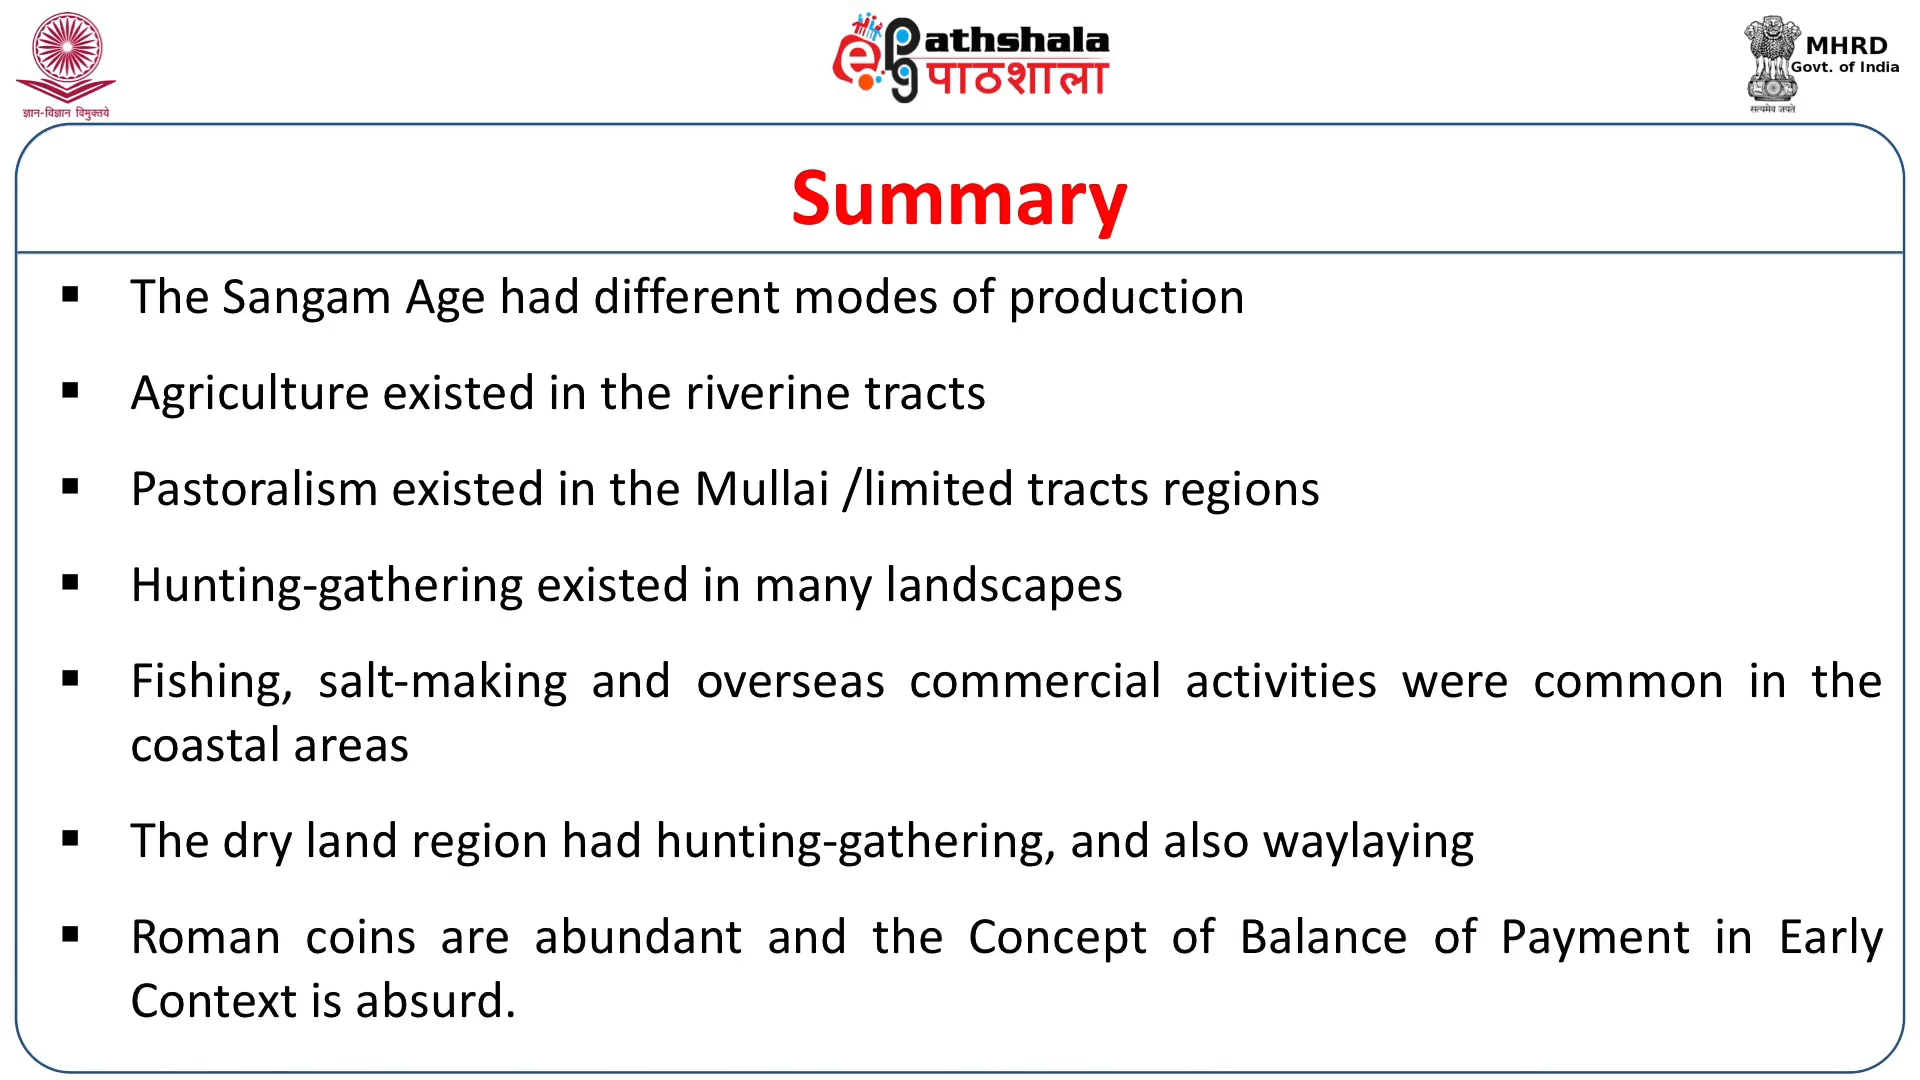 ज्ञान-विज्ञान विमुक्तये
ePathshala
पाठशाला
MHRD
Govt. of India
सत्यमेव जयते
Summary
▪ The Sangam Age had different modes of production
▪ Agriculture existed in the riverine tracts
▪ Pastoralism existed in the Mullai /limited tracts regions
▪ Hunting-gathering existed in many landscapes
▪ Fishing, salt-making and overseas commercial activities were common in the
coastal areas
▪ The dry land region had hunting-gathering, and also waylaying
▪ Roman coins are abundant and the Concept of Balance of Payment in Early
Context is absurd.